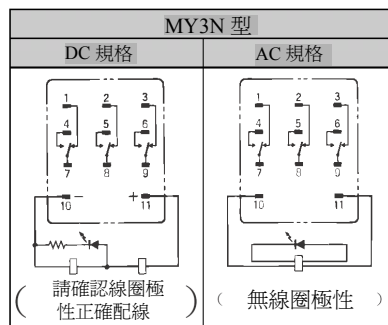 MY3N 型
DC 規格
AC 規格
1 2 3
4 5 6
7 8 9
10 − + 11
(請確認線圈極
性正確配線)
1 2 3
4 5 6
7 8 9
10 11
(無線圈極性)